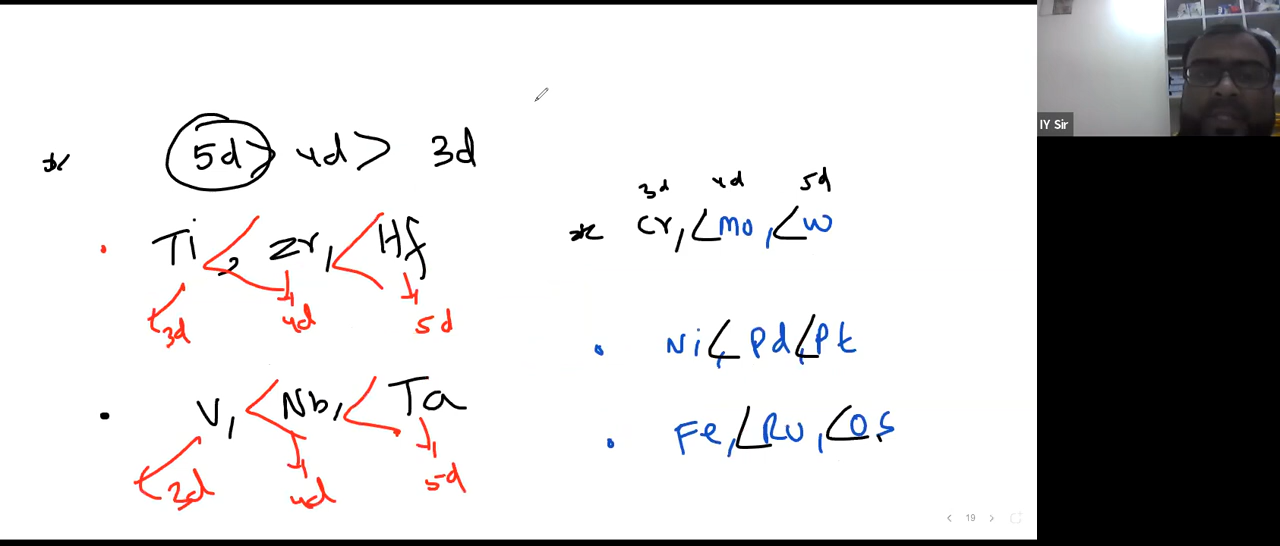 * 5d > 4d > 3d
Ti < , Zr, < Hf
3d 4d 5d
V, < Nb, < Ta
3d 4d 5d
3d 4d 5d
* Cr, < Mo, < W
Ni, < Pd, < Pt
Fe, < Ru, < Os
IY Sir
< 19 >